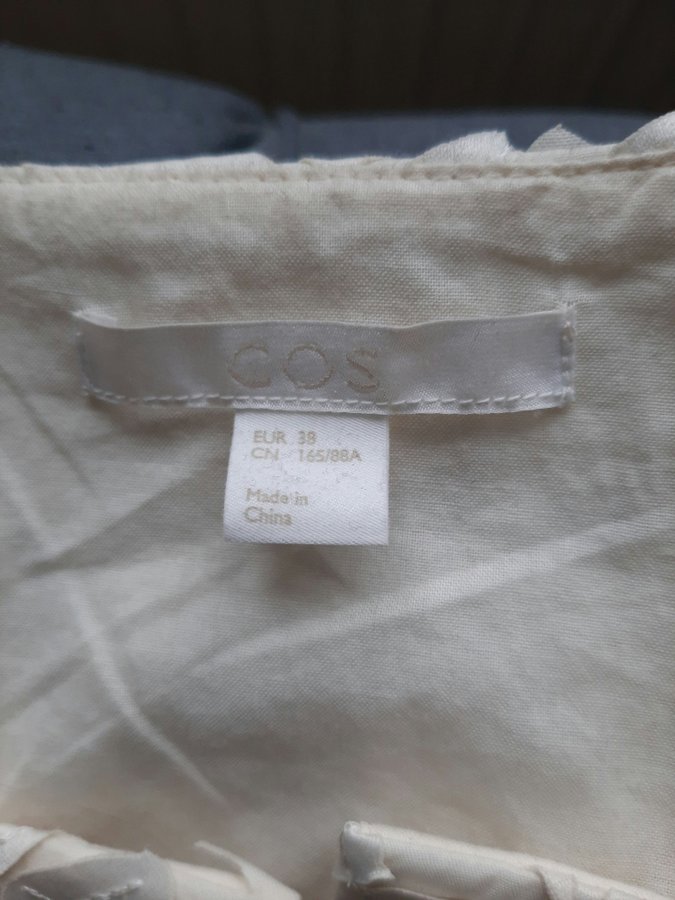 COS
EUR 38
CN 165/88A
Made in
China